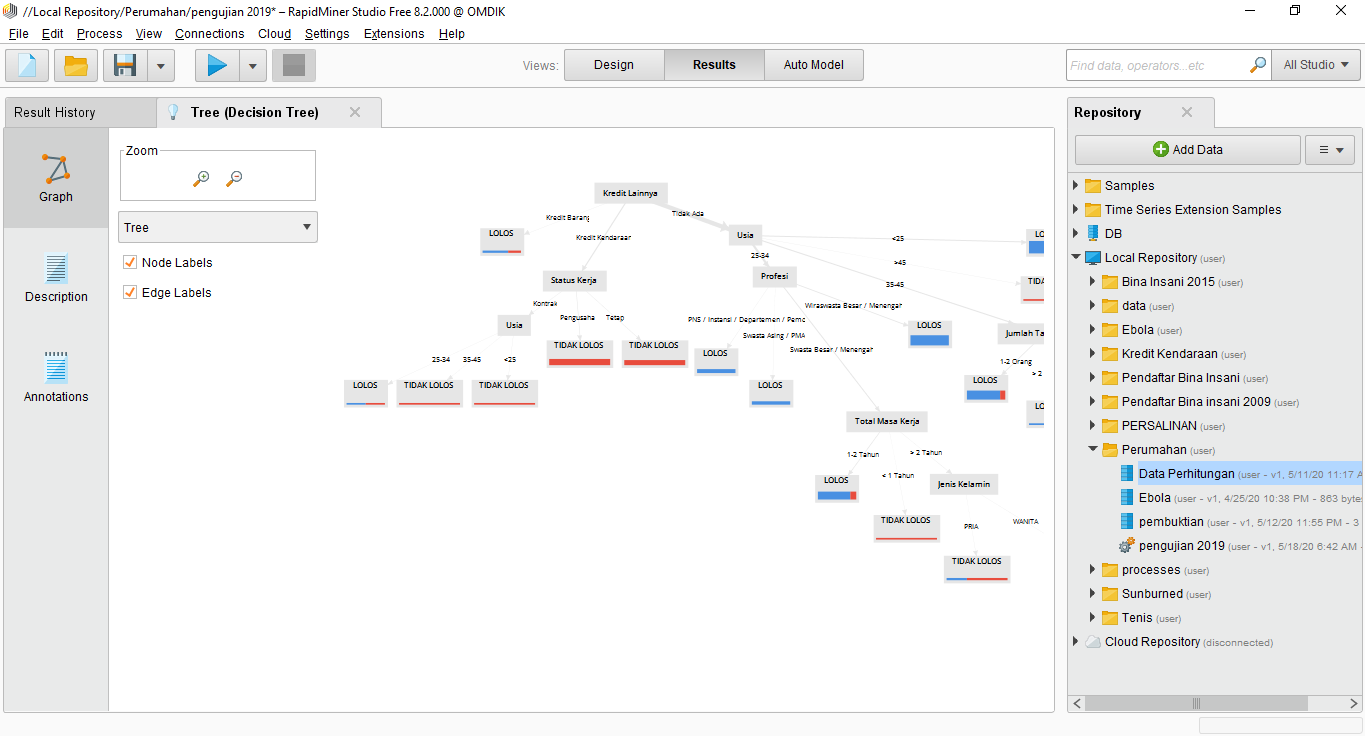 //Local Repository/Perumahan/pengujian 2019* – RapidMiner Studio Free 8.2.000 @ OMDIK
File Edit Process View Connections Cloud Settings Extensions Help
Views: Design Results Auto Model
Find data, operators...etc
All Studio
Result History
Tree (Decision Tree)
Graph
Description
Annotations
Zoom
Tree
Node Labels
Edge Labels
Kredit Lainnya
Kredit Barang
Tidak Ada
Kredit Kendaraan
LOLOS
Usia
<25
LO
25-34
>45
Status Kerja
Profesi
35-45
TIDA
Kontrak
Wiraswasta Besar / Menengah
Pengusaha
Tetap
PNS / Instansi / Departemen / Pemc
Usia
LOLOS
Jumlah Ta
Swasta Asing / PMA
TIDAK LOLOS
TIDAK LOLOS
LOLOS
Swasta Besar / Menengah
25-34
35-45
<25
1-2 Orang
> 2
LOLOS
TIDAK LOLOS
TIDAK LOLOS
LOLOS
LOLOS
LO
Total Masa Kerja
1-2 Tahun
> 2 Tahun
< 1 Tahun
LOLOS
Jenis Kelamin
TIDAK LOLOS
PRIA
WANITA
TIDAK LOLOS
Repository
Add Data
Samples
Time Series Extension Samples
DB
Local Repository (user)
Bina Insani 2015 (user)
data (user)
Ebola (user)
Kredit Kendaraan (user)
Pendaftar Bina Insani (user)
Pendaftar Bina insani 2009 (user)
PERSALINAN (user)
Perumahan (user)
Data Perhitungan (user - v1, 5/11/20 11:17 A
Ebola (user - v1, 4/25/20 10:38 PM - 863 bytes
pembuktian (user - v1, 5/12/20 11:55 PM - 3
pengujian 2019 (user - v1, 5/18/20 6:42 AM -
processes (user)
Sunburned (user)
Tenis (user)
Cloud Repository (disconnected)